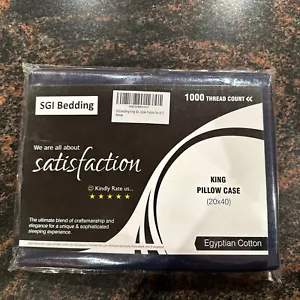 SGI Bedding
1000 THREAD COUNT <<
We are all about
satisfaction
☺ Kindly Rate us...
★★★★★
KING
PILLOW CASE
(20x40)
The ultimate blend of craftsmanship and
elegance for a unique & sophisticated
sleeping experience.
Egyptian Cotton